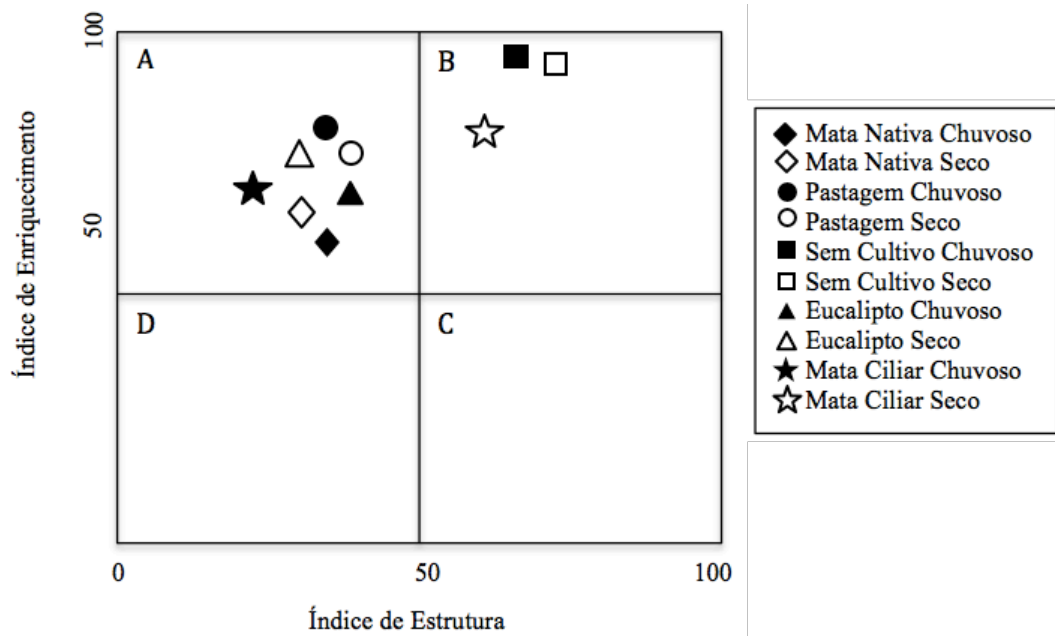 100
Índice de Enriquecimento
50
A
B
D
C
0
50
100
Índice de Estrutura
Mata Nativa Chuvoso
Mata Nativa Seco
Pastagem Chuvoso
Pastagem Seco
Sem Cultivo Chuvoso
Sem Cultivo Seco
Eucalipto Chuvoso
Eucalipto Seco
Mata Ciliar Chuvoso
Mata Ciliar Seco